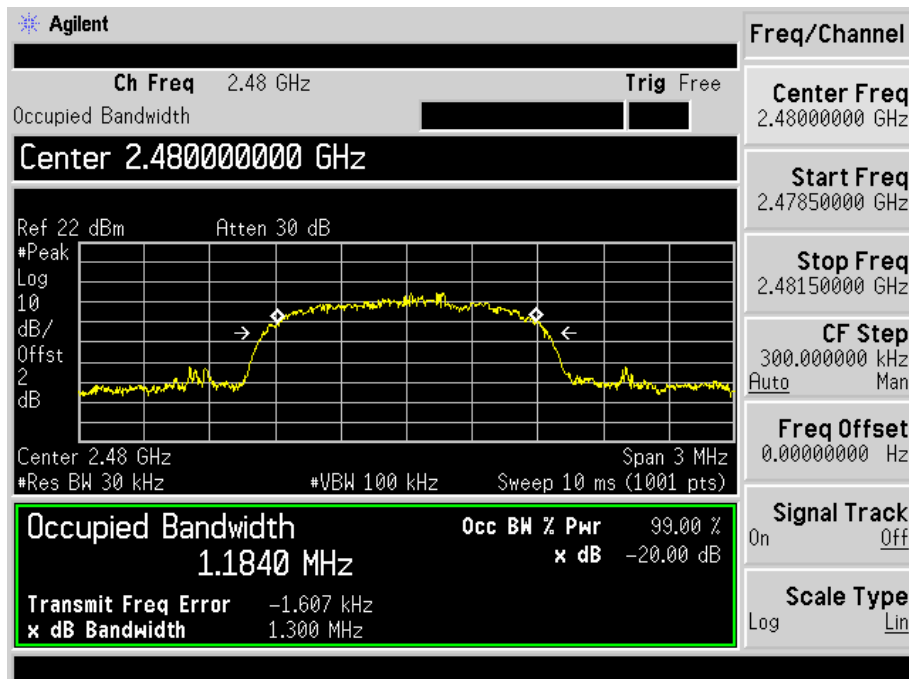 Agilent
Ch Freq 2.48 GHz Trig Free
Occupied Bandwidth
Center 2.480000000 GHz
Ref 22 dBm Atten 30 dB
#Peak
Log
10
dB/
Offst
2
dB
Center 2.48 GHz Span 3 MHz
#Res BW 30 kHz #VBW 100 kHz Sweep 10 ms (1001 pts)
Occupied Bandwidth
1.1840 MHz
Occ BW % Pwr 99.00 %
x dB -20.00 dB
Transmit Freq Error -1.607 kHz
x dB Bandwidth 1.300 MHz
Freq/Channel
Center Freq
2.48000000 GHz
Start Freq
2.47850000 GHz
Stop Freq
2.48150000 GHz
CF Step
300.000000 kHz
Auto Man
Freq Offset
0.00000000 Hz
Signal Track
On Off
Scale Type
Log Lin